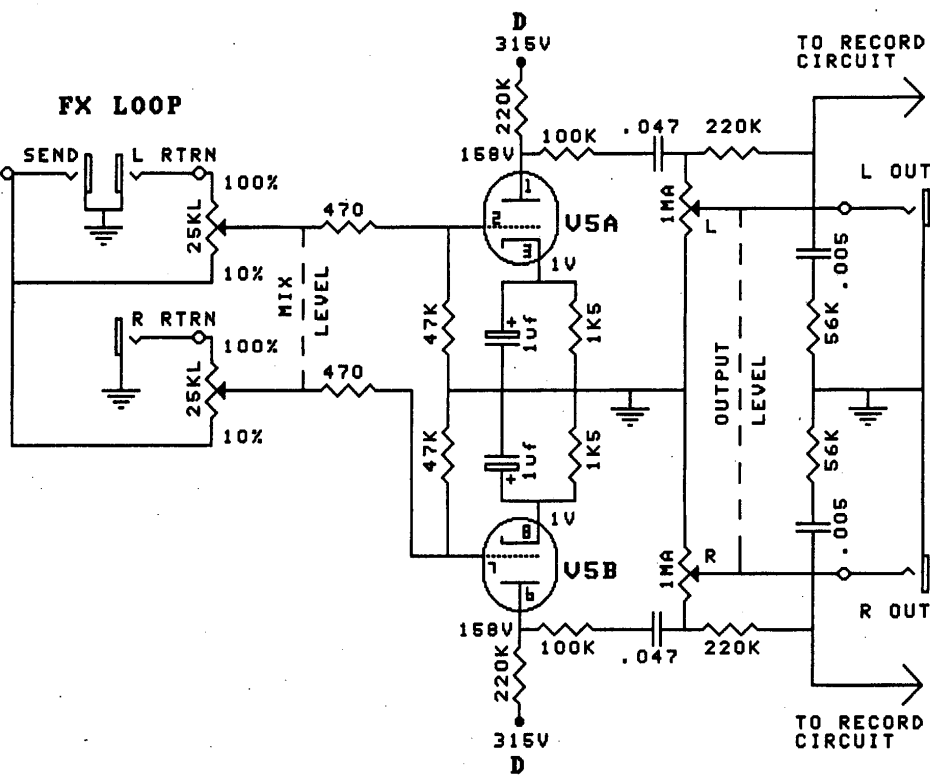 D
315V
TO RECORD
CIRCUIT
FX LOOP
220K
100K
.047
220K
SEND
L RTRN
158V
L OUT
100%
1
470
2
V5A
1MA
L
25KL
3
1V
10%
.005
MIX
LEVEL
R RTRN
47K
+
1uf
1K5
56K
100%
470
OUTPUT
LEVEL
25KL
10%
47K
1uf
+
1K5
56K
1V
.005
8
R
7
V5B
1MA
6
R OUT
158V
100K
.047
220K
220K
315V
D
TO RECORD
CIRCUIT